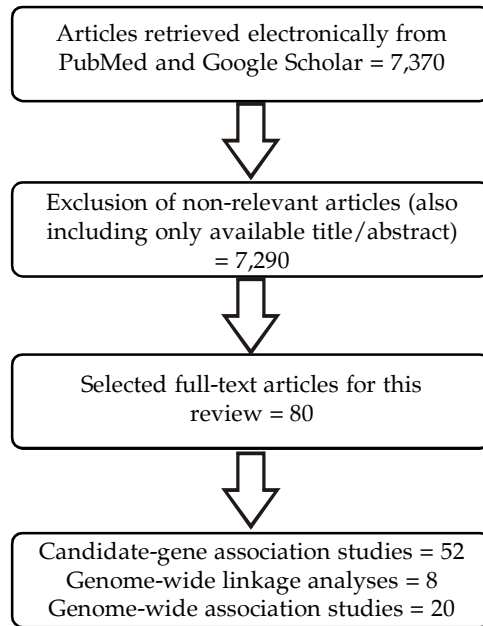 Articles retrieved electronically from
PubMed and Google Scholar = 7,370
Exclusion of non-relevant articles (also
including only available title/abstract)
= 7,290
Selected full-text articles for this
review = 80
Candidate-gene association studies = 52
Genome-wide linkage analyses = 8
Genome-wide association studies = 20